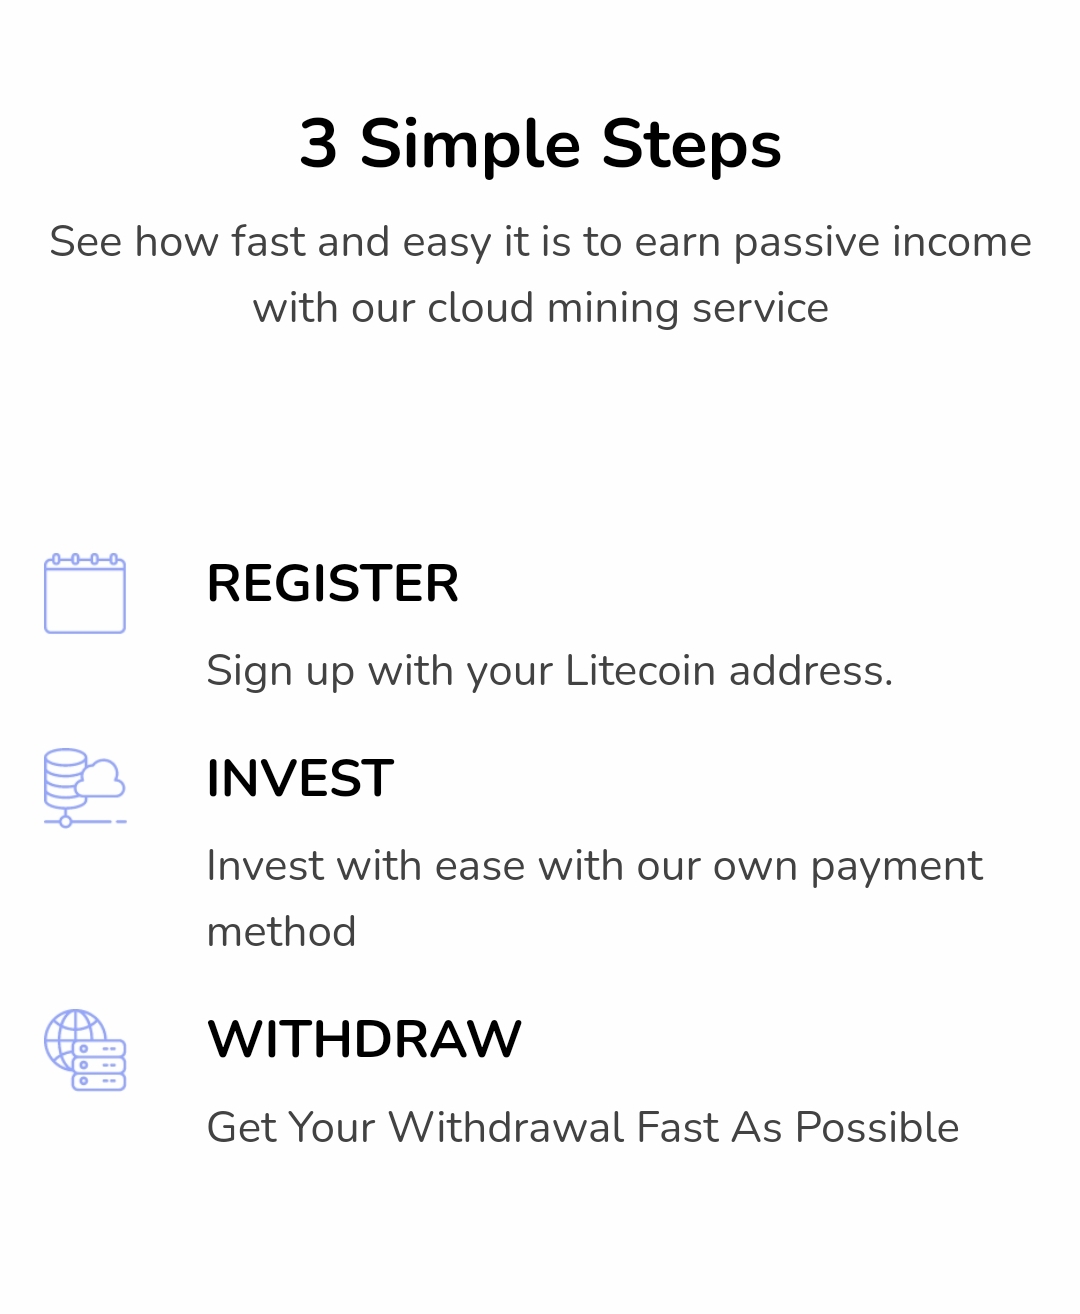 3 Simple Steps
See how fast and easy it is to earn passive income
with our cloud mining service
REGISTER
Sign up with your Litecoin address.
INVEST
Invest with ease with our own payment
method
WITHDRAW
Get Your Withdrawal Fast As Possible